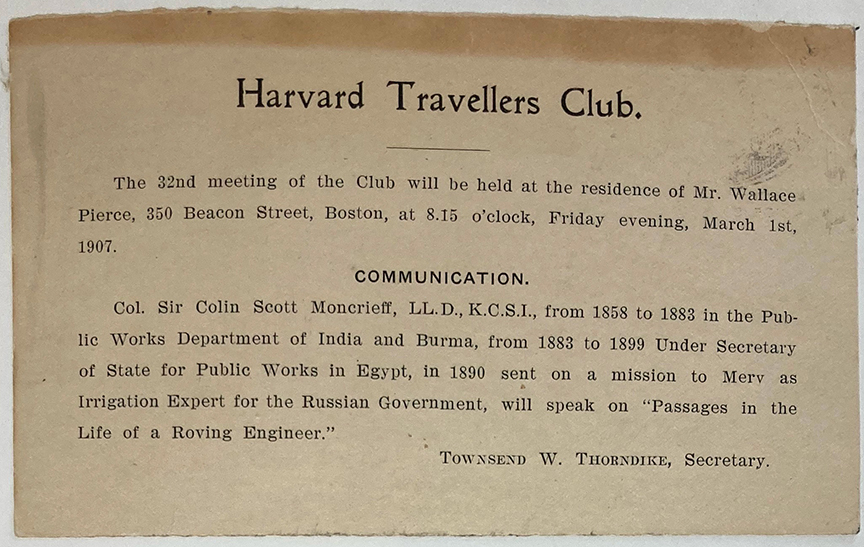 Harvard Travellers Club.
The 32nd meeting of the Club will be held at the residence of Mr. Wallace
Pierce, 350 Beacon Street, Boston, at 8.15 o'clock, Friday evening, March 1st,
1907.
COMMUNICATION.
Col. Sir Colin Scott Moncrieff, LL.D., K.C.S.I., from 1858 to 1883 in the Pub-
lic Works Department of India and Burma, from 1883 to 1899 Under Secretary
of State for Public Works in Egypt, in 1890 sent on a mission to Merv as
Irrigation Expert for the Russian Government, will speak on "Passages in the
Life of a Roving Engineer."
TOWNSEND W. THORNDIKE, Secretary.